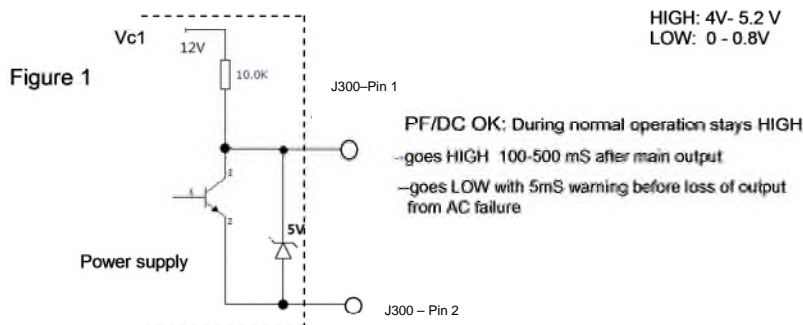 HIGH: 4V- 5.2 V
LOW: 0 - 0.8V
Vc1
12V
Figure 1
10.0K
J300–Pin 1
PF/DC OK: During normal operation stays HIGH
--goes HIGH 100-500 mS after main output
--goes LOW with 5mS warning before loss of output
from AC failure
3
2
5V
Power supply
J300 – Pin 2